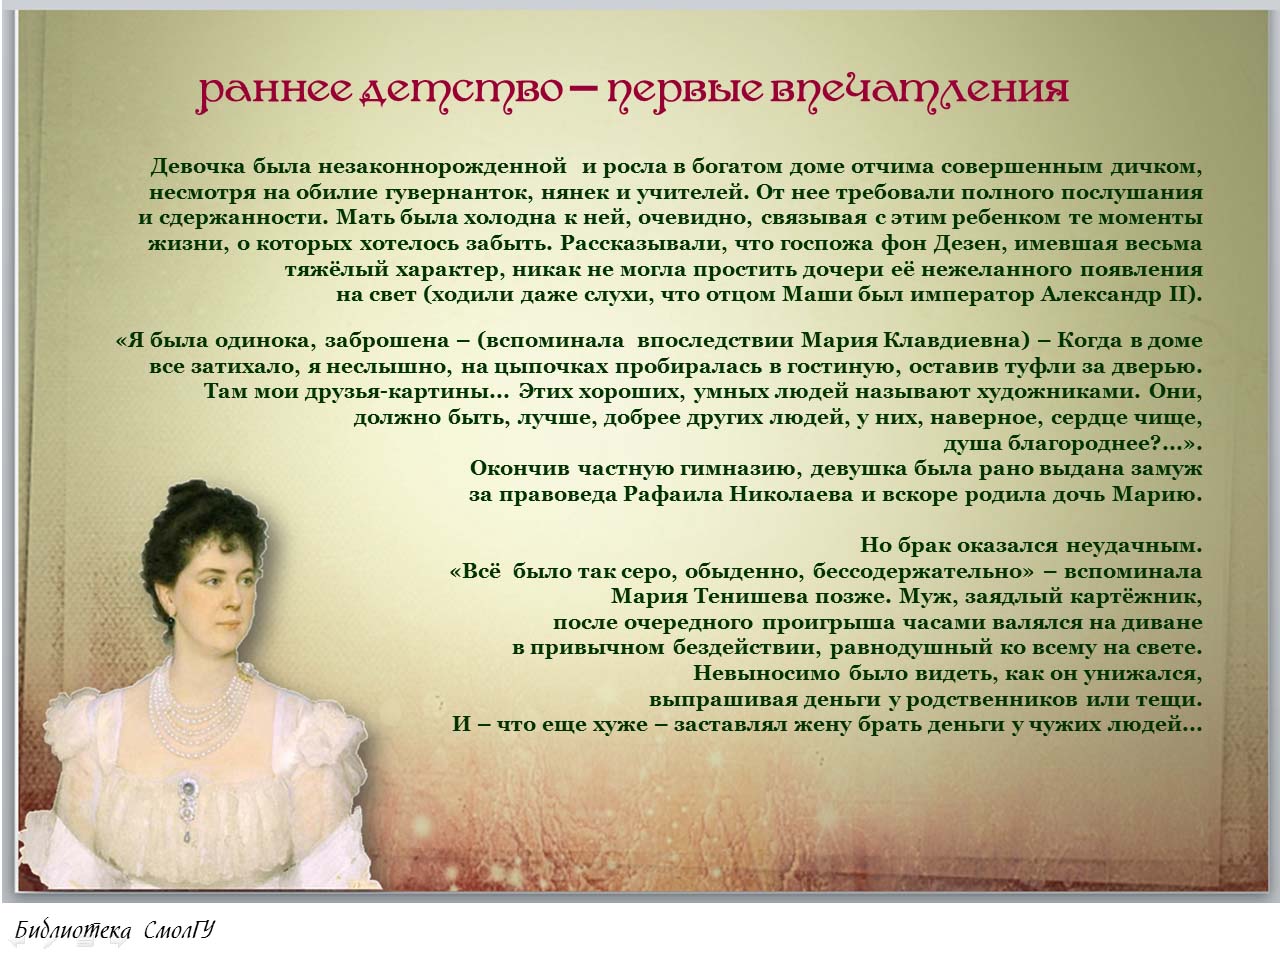 раннее детство – первые впечатления
Девочка была незаконнорожденной и росла в богатом доме отчима совершенным дичком,
несмотря на обилие гувернанток, нянек и учителей. От нее требовали полного послушания
и сдержанности. Мать была холодна к ней, очевидно, связывая с этим ребенком те моменты
жизни, о которых хотелось забыть. Рассказывали, что госпожа фон Дезен, имевшая весьма
тяжёлый характер, никак не могла простить дочери её нежеланного появления
на свет (ходили даже слухи, что отцом Маши был император Александр II).
«Я была одинока, заброшена – (вспоминала впоследствии Мария Клавдиевна) – Когда в доме
все затихало, я неслышно, на цыпочках пробиралась в гостиную, оставив туфли за дверью.
Там мои друзья-картины... Этих хороших, умных людей называют художниками. Они,
должно быть, лучше, добрее других людей, у них, наверное, сердце чище,
душа благороднее?...».
Окончив частную гимназию, девушка была рано выдана замуж
за правоведа Рафаила Николаева и вскоре родила дочь Марию.
Но брак оказался неудачным.
«Всё было так серо, обыденно, бессодержательно» – вспоминала
Мария Тенишева позже. Муж, заядлый картёжник,
после очередного проигрыша часами валялся на диване
в привычном бездействии, равнодушный ко всему на свете.
Невыносимо было видеть, как он унижался,
выпрашивая деньги у родственников или тещи.
И – что еще хуже – заставлял жену брать деньги у чужих людей...
Библиотека СмолГУ